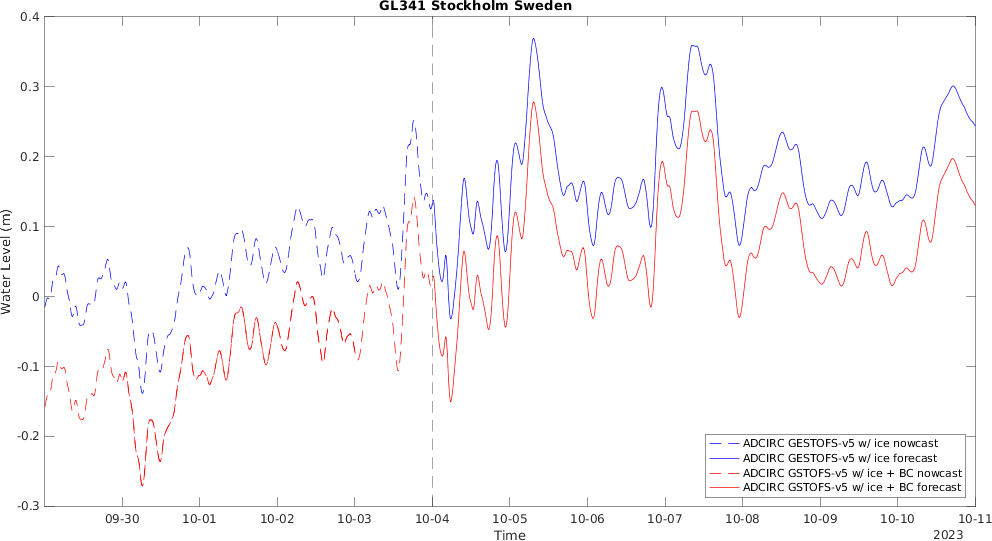 GL341 Stockholm Sweden
0.4
0.3
0.2
0.1
0
-0.1
-0.2
-0.3
Water Level (m)
ADCIRC GESTOFS-v5 w/ ice nowcast
ADCIRC GESTOFS-v5 w/ ice forecast
ADCIRC GSTOFS-v5 w/ ice + BC nowcast
ADCIRC GSTOFS-v5 w/ ice + BC forecast
09-30 10-01 10-02 10-03 10-04 10-05 10-06 10-07 10-08 10-09 10-10 10-11
Time
2023